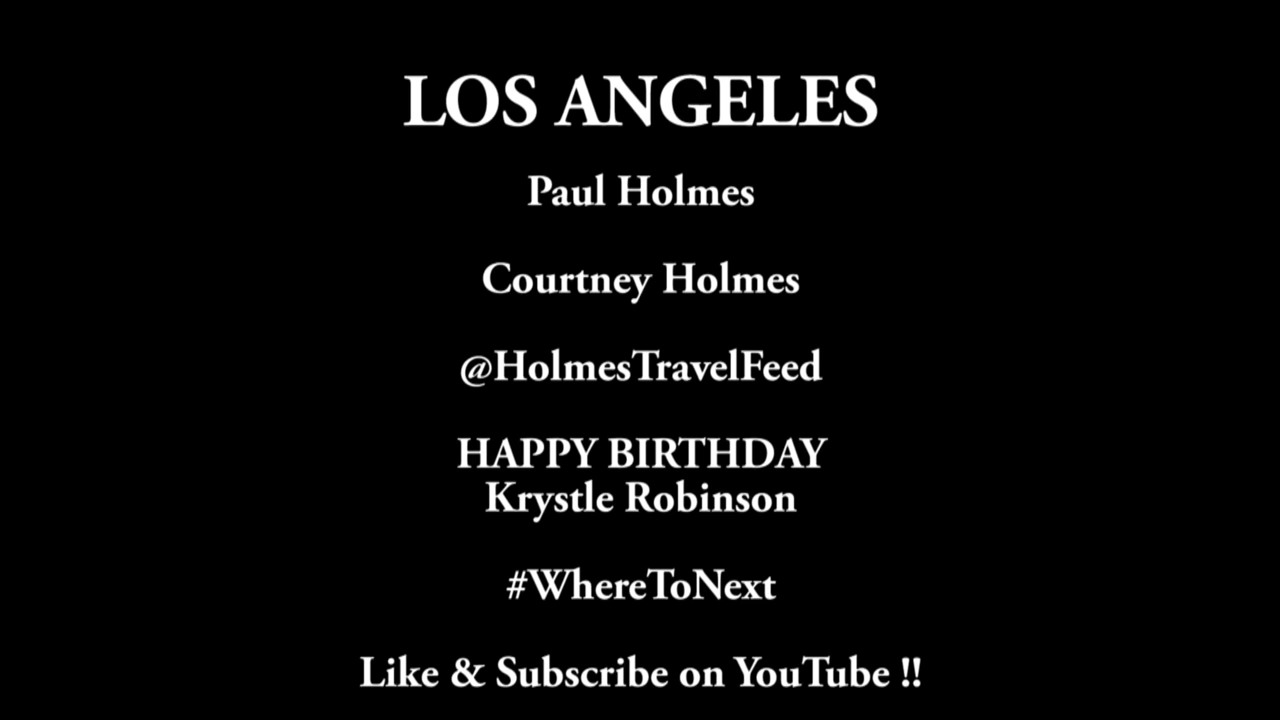 LOS ANGELES
Paul Holmes
Courtney Holmes
@HolmesTravelFeed
HAPPY BIRTHDAY
Krystle Robinson
#WhereToNext
Like & Subscribe on YouTube !!